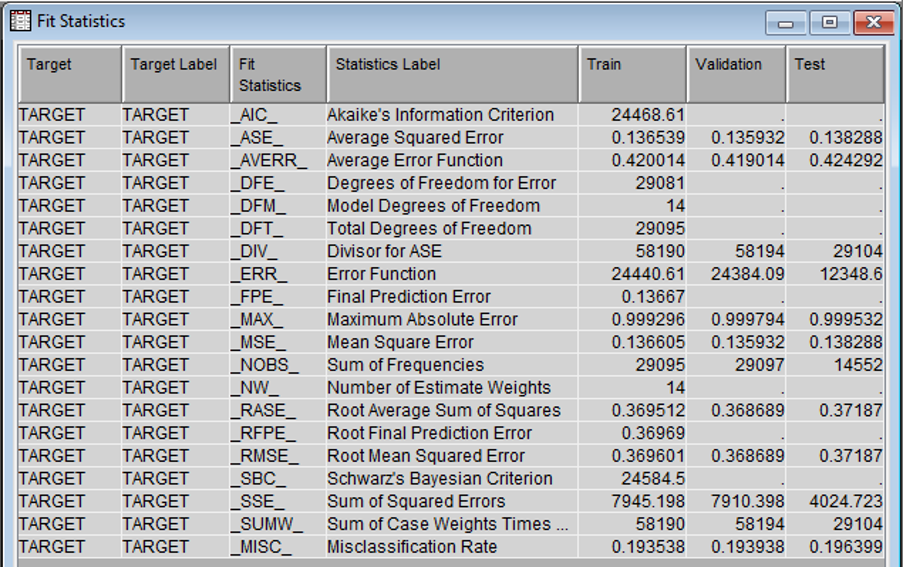 Fit Statistics
Target Target Label Fit Statistics Statistics Label Train Validation Test
TARGET TARGET _AIC_ Akaike's Information Criterion 24468.61 . .
TARGET TARGET _ASE_ Average Squared Error 0.136539 0.135932 0.138288
TARGET TARGET _AVERR_ Average Error Function 0.420014 0.419014 0.424292
TARGET TARGET _DFE_ Degrees of Freedom for Error 29081 . .
TARGET TARGET _DFM_ Model Degrees of Freedom 14 . .
TARGET TARGET _DFT_ Total Degrees of Freedom 29095 . .
TARGET TARGET _DIV_ Divisor for ASE 58190 58194 29104
TARGET TARGET _ERR_ Error Function 24440.61 24384.09 12348.6
TARGET TARGET _FPE_ Final Prediction Error 0.13667 . .
TARGET TARGET _MAX_ Maximum Absolute Error 0.999296 0.999794 0.999532
TARGET TARGET _MSE_ Mean Square Error 0.136605 0.135932 0.138288
TARGET TARGET _NOBS_ Sum of Frequencies 29095 29097 14552
TARGET TARGET _NW_ Number of Estimate Weights 14 . .
TARGET TARGET _RASE_ Root Average Sum of Squares 0.369512 0.368689 0.37187
TARGET TARGET _RFPE_ Root Final Prediction Error 0.36969 . .
TARGET TARGET _RMSE_ Root Mean Squared Error 0.369601 0.368689 0.37187
TARGET TARGET _SBC_ Schwarz's Bayesian Criterion 24584.5 . .
TARGET TARGET _SSE_ Sum of Squared Errors 7945.198 7910.398 4024.723
TARGET TARGET _SUMW_ Sum of Case Weights Times ... 58190 58194 29104
TARGET TARGET _MISC_ Misclassification Rate 0.193538 0.193938 0.196399